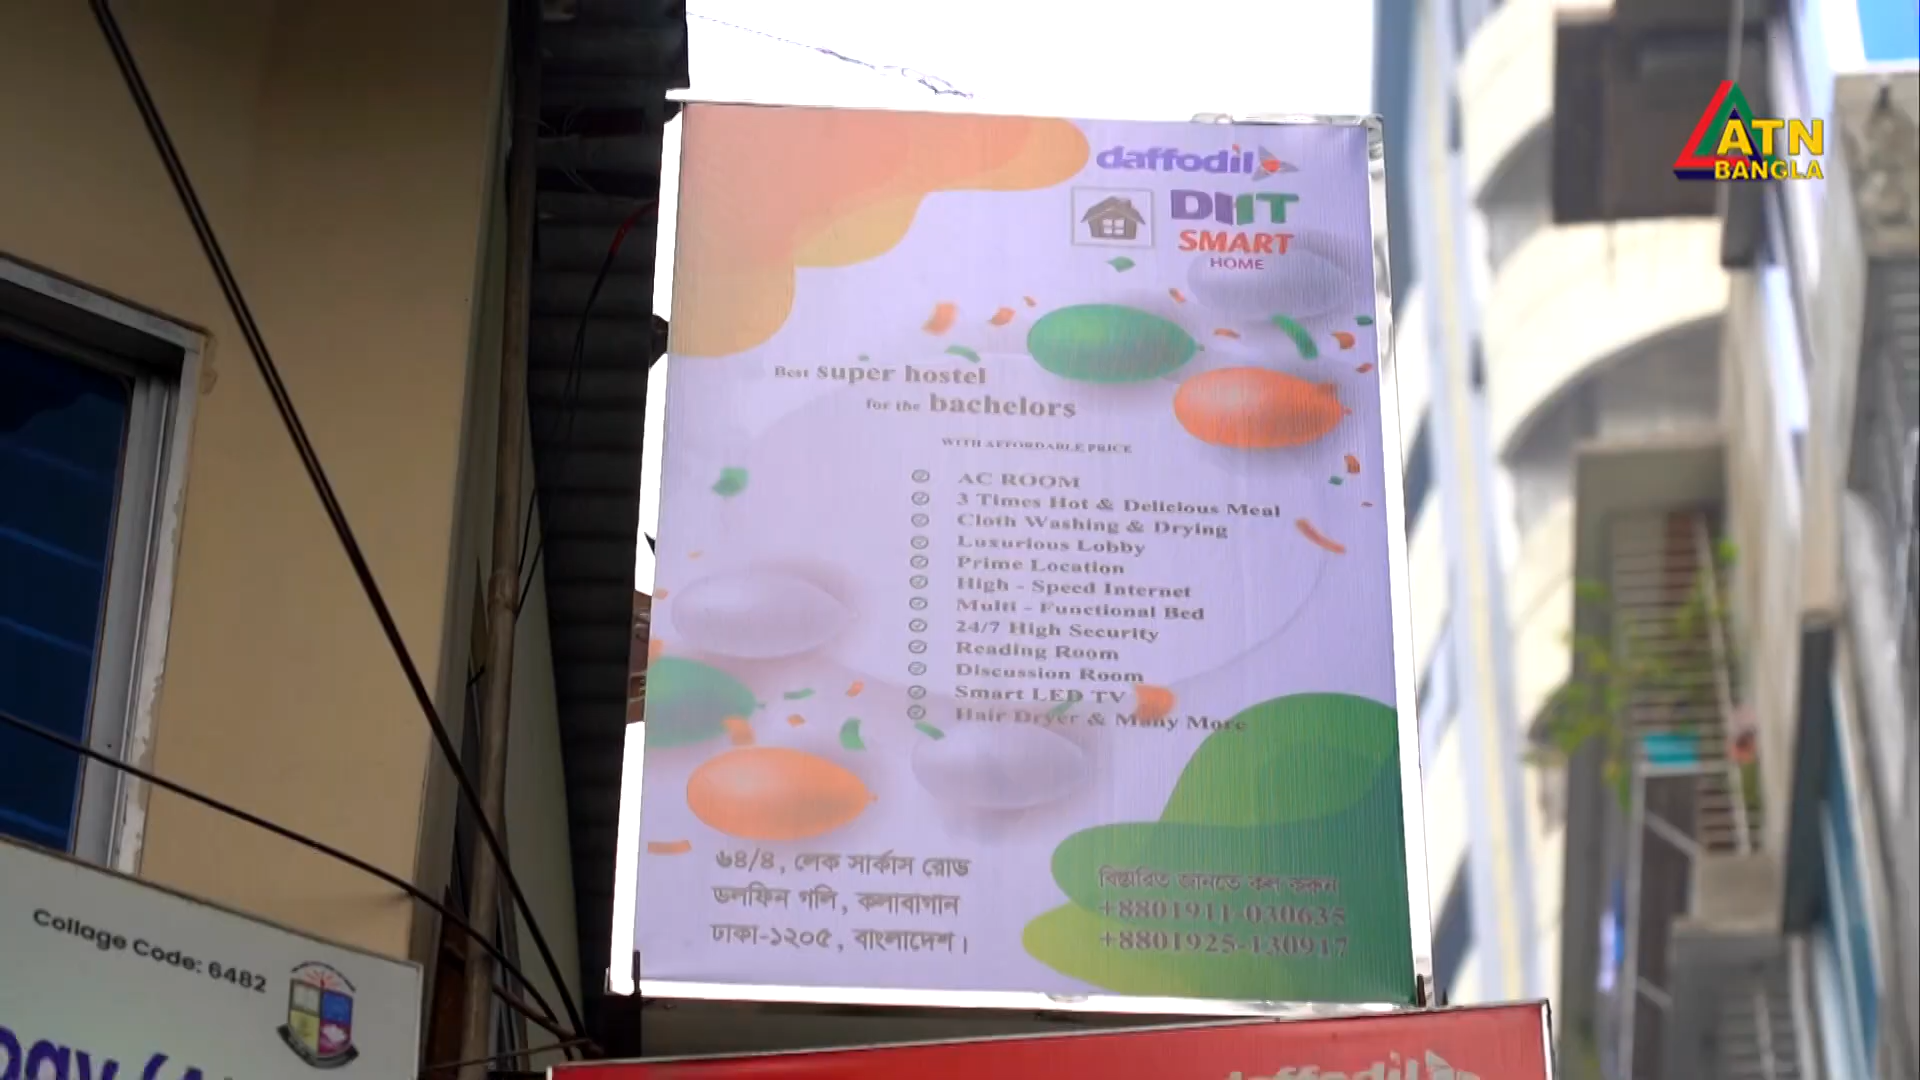 ATN
BANGLA
daffodil
DIIT
SMART
HOME
Best super hostel
for the bachelors
WITH AFFORDABLE PRICE
AC ROOM
3 Times Hot & Delicious Meal
Cloth Washing & Drying
Luxurious Lobby
Prime Location
High - Speed Internet
Multi - Functional Bed
24/7 High Security
Reading Room
Discussion Room
Smart LED TV
Hair Dryer & Many More
৬৪/৪, লেক সার্কাস রোড
ডলফিন গলি, কলাবাগান
ঢাকা-১২০৫, বাংলাদেশ।
বিস্তারিত জানতে কল করুন
+8801911-030635
+8801925-130917
Collage Code: 6482
daffodil